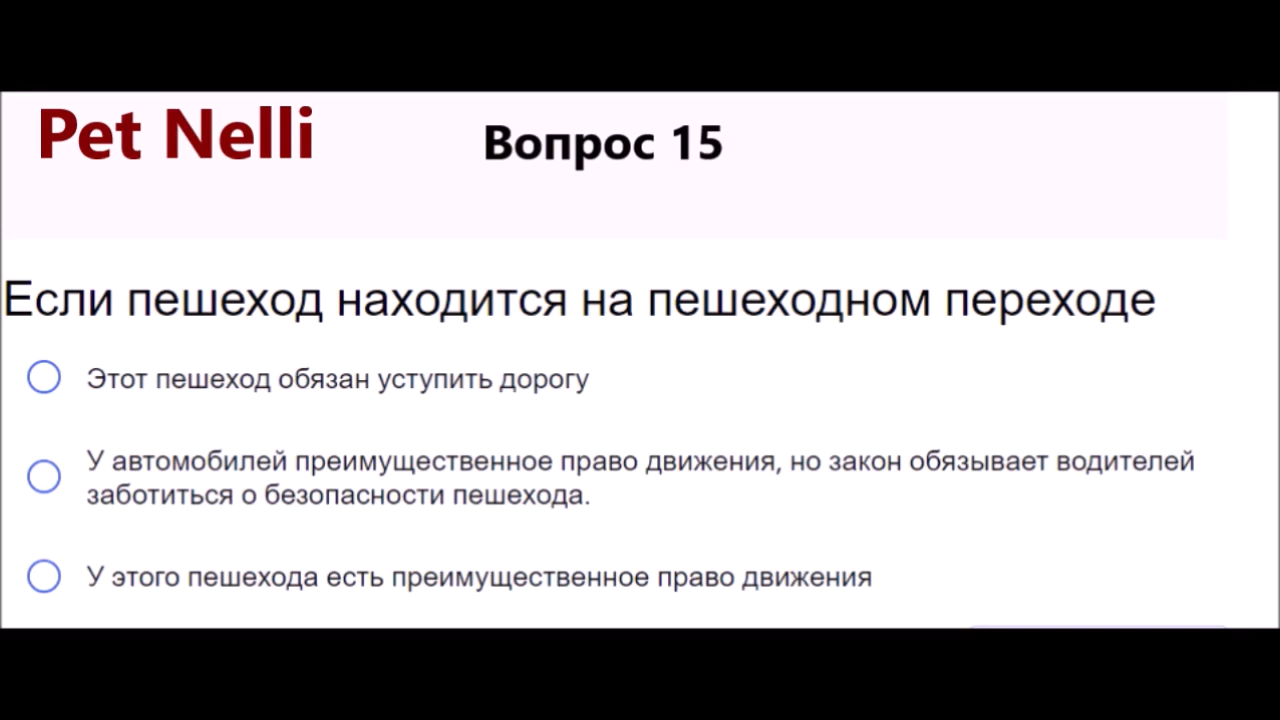 Pet Nelli
Вопрос 15
Если пешеход находится на пешеходном переходе
Этот пешеход обязан уступить дорогу
У автомобилей преимущественное право движения, но закон обязывает водителей
заботиться о безопасности пешехода.
У этого пешехода есть преимущественное право движения